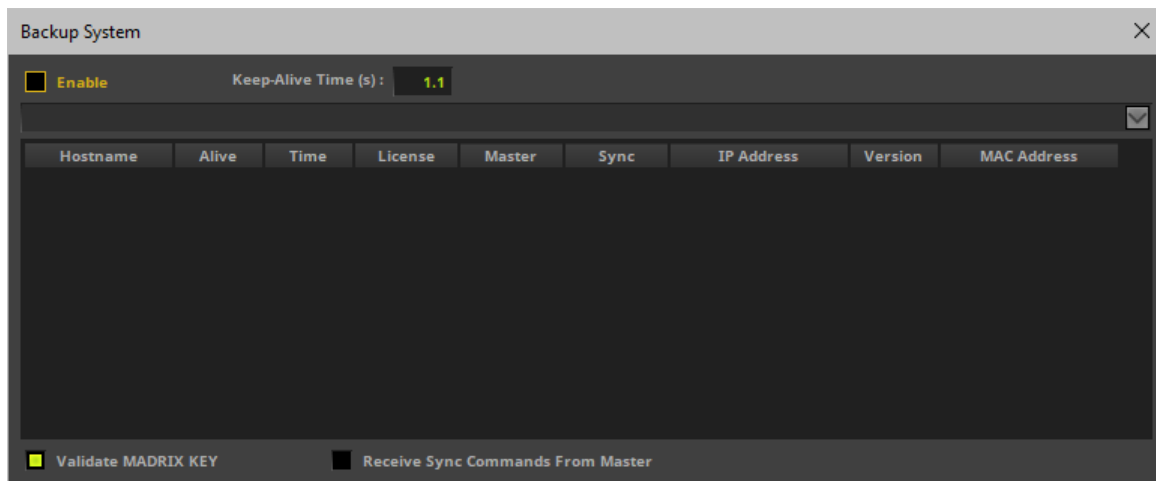 Backup System
Enable Keep-Alive Time (s) : 1.1
Hostname Alive Time License Master Sync IP Address Version MAC Address
Validate MADRIX KEY Receive Sync Commands From Master